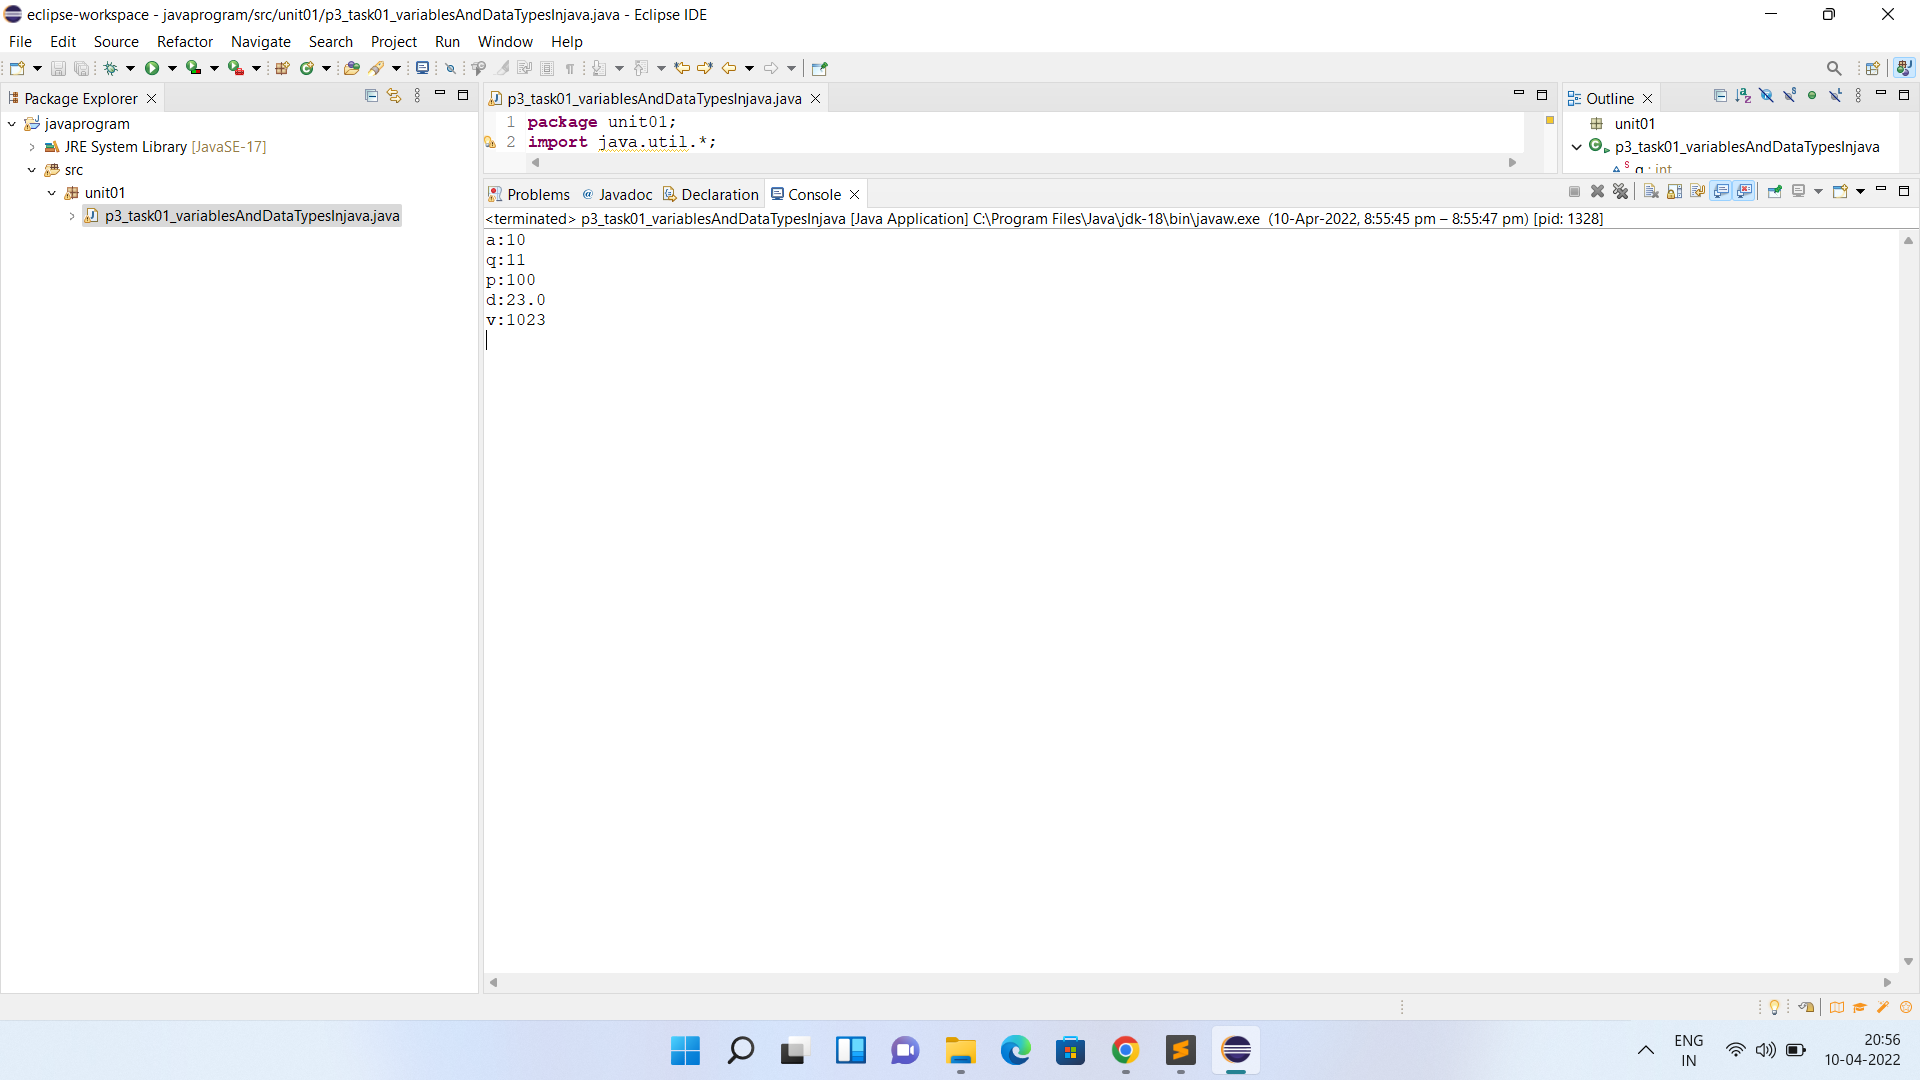 eclipse-workspace - javaprogram/src/unit01/p3_task01_variablesAndDataTypesInjava.java - Eclipse IDE
File Edit Source Refactor Navigate Search Project Run Window Help
Package Explorer
javaprogram
JRE System Library [JavaSE-17]
src
unit01
p3_task01_variablesAndDataTypesInjava.java
p3_task01_variablesAndDataTypesInjava.java
1 package unit01;
2 import java.util.*;
Outline
unit01
p3_task01_variablesAndDataTypesInjava
q : int
Problems @ Javadoc Declaration Console
<terminated> p3_task01_variablesAndDataTypesInjava [Java Application] C:\Program Files\Java\jdk-18\bin\javaw.exe (10-Apr-2022, 8:55:45 pm – 8:55:47 pm) [pid: 1328]
a:10
q:11
p:100
d:23.0
v:1023
ENG
IN
20:56
10-04-2022